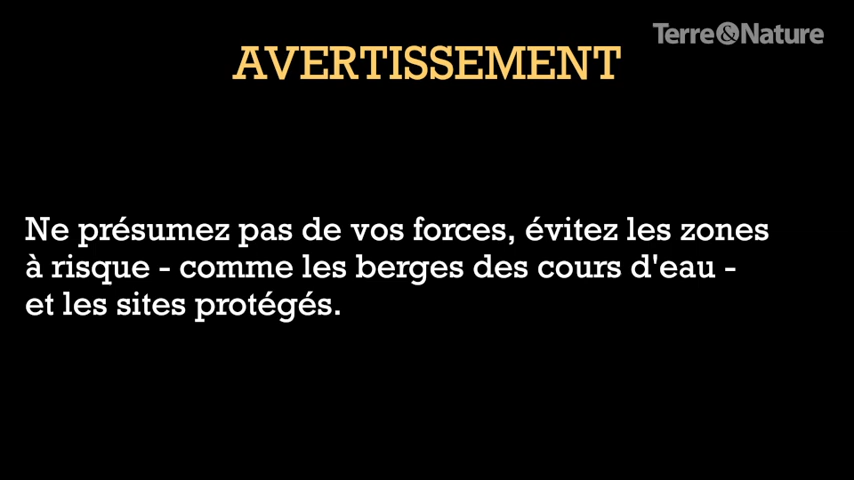 Terre&Nature
AVERTISSEMENT
Ne présumez pas de vos forces, évitez les zones
à risque - comme les berges des cours d'eau -
et les sites protégés.